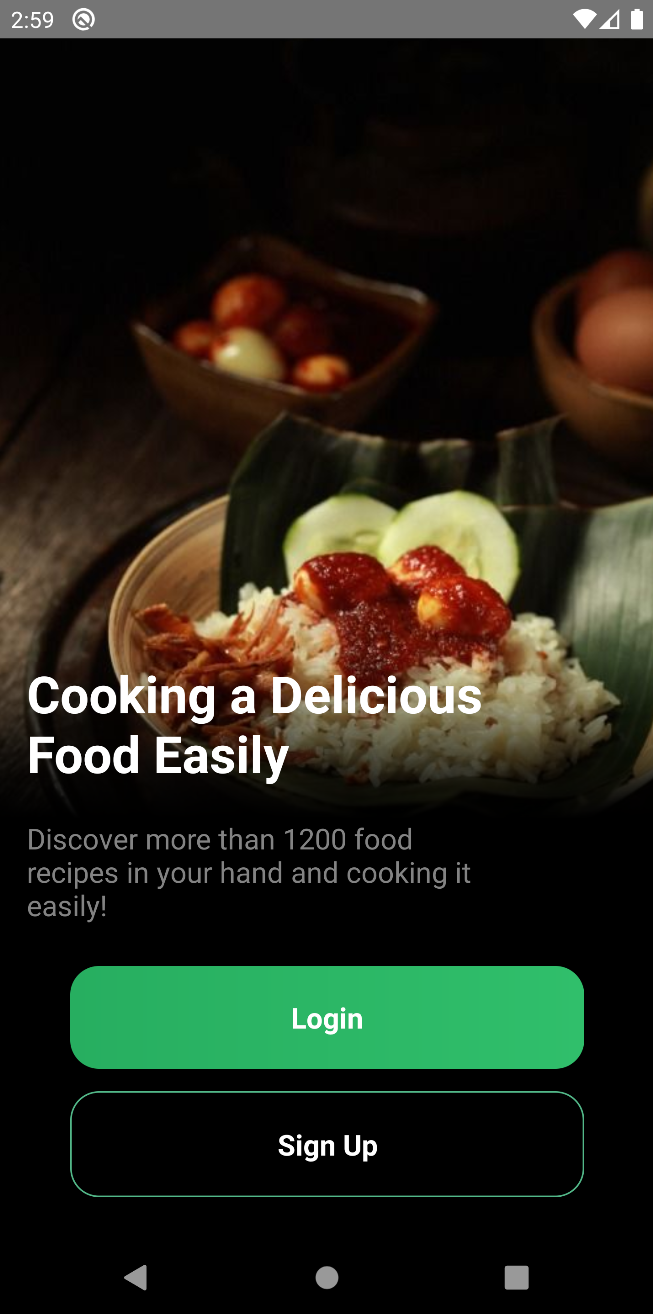 2:59
Cooking a Delicious
Food Easily
Discover more than 1200 food
recipes in your hand and cooking it
easily!
Login
Sign Up